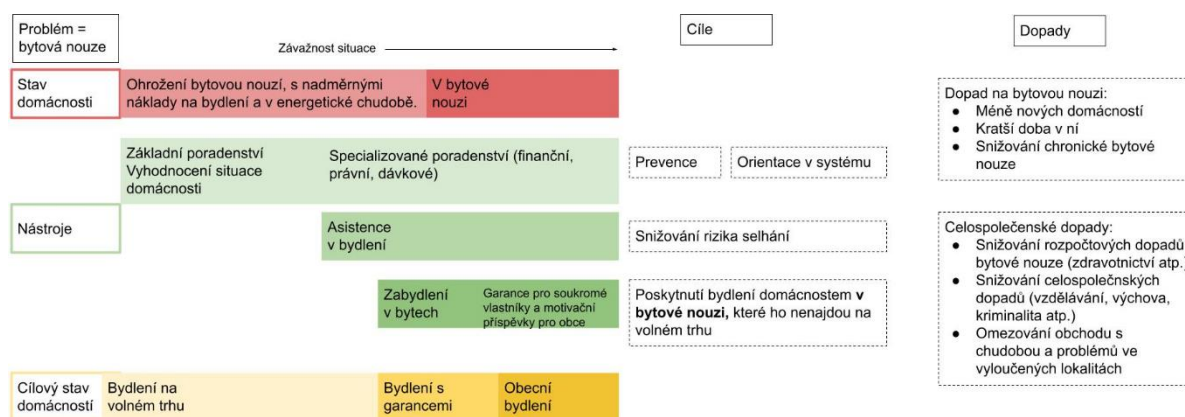 Problém =
bytová nouze
Závažnost situace
Cíle
Dopady
Stav
domácnosti
Ohrožení bytovou nouzí, s nadměrnými
náklady na bydlení a v energetické chudobě.
V bytové
nouzi
Dopad na bytovou nouzi:
● Méně nových domácností
● Kratší doba v ní
● Snižování chronické bytové
nouze
Základní poradenství
Vyhodnocení situace
domácnosti
Specializované poradenství (finanční,
právní, dávkové)
Prevence
Orientace v systému
Nástroje
Asistence
v bydlení
Snižování rizika selhání
Celospolečenské dopady:
● Snižování rozpočtových dopadů
bytové nouze (zdravotnictví atp.)
● Snižování celospolečnských
dopadů (vzdělávání, výchova,
kriminalita atp.)
● Omezování obchodu s
chudobou a problémů ve
vyloučených lokalitách
Zabydlení
v bytech
Garance pro soukromé
vlastníky a motivační
příspěvky pro obce
Poskytnutí bydlení domácnostem v
bytové nouzi, které ho nenajdou na
volném trhu
Cílový stav
domácností
Bydlení na
volném trhu
Bydlení s
garancemi
Obecní
bydlení